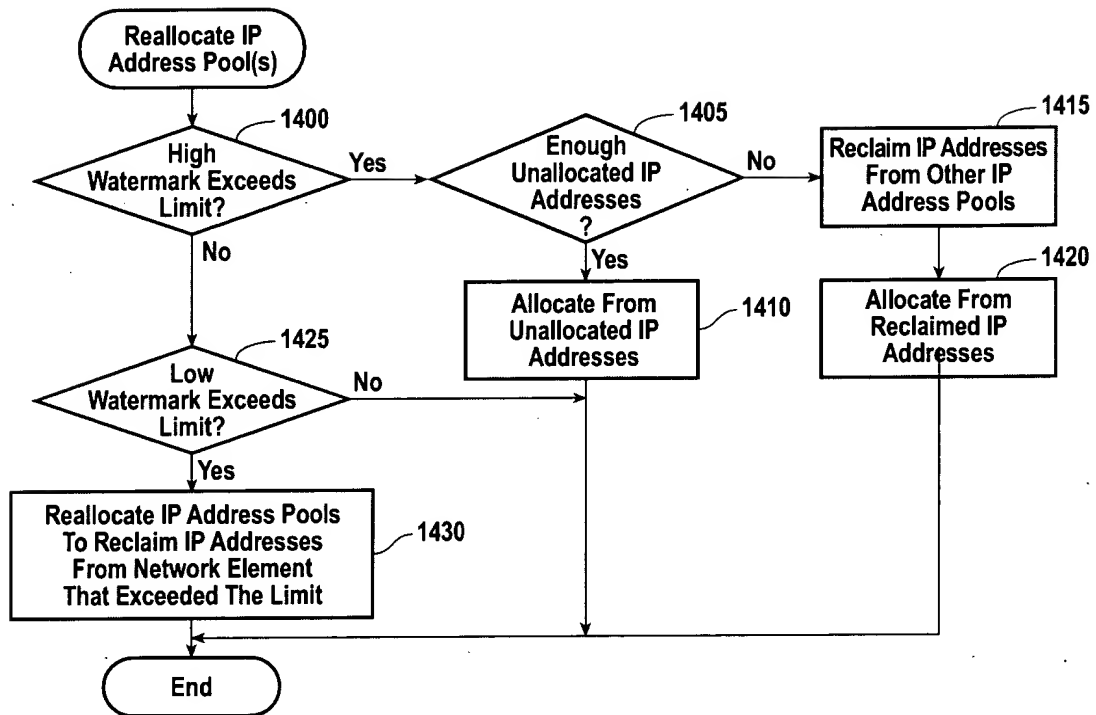 Reallocate IP
Address Pool(s)
1400
High
Watermark Exceeds
Limit?
Yes
No
1405
Enough
Unallocated IP
Addresses
?
No
Yes
1415
Reclaim IP Addresses
From Other IP
Address Pools
1420
Allocate From
Reclaimed IP
Addresses
Allocate From
Unallocated IP
Addresses
1410
1425
Low
Watermark Exceeds
Limit?
No
Yes
Reallocate IP Address Pools
To Reclaim IP Addresses
From Network Element
That Exceeded The Limit
1430
End